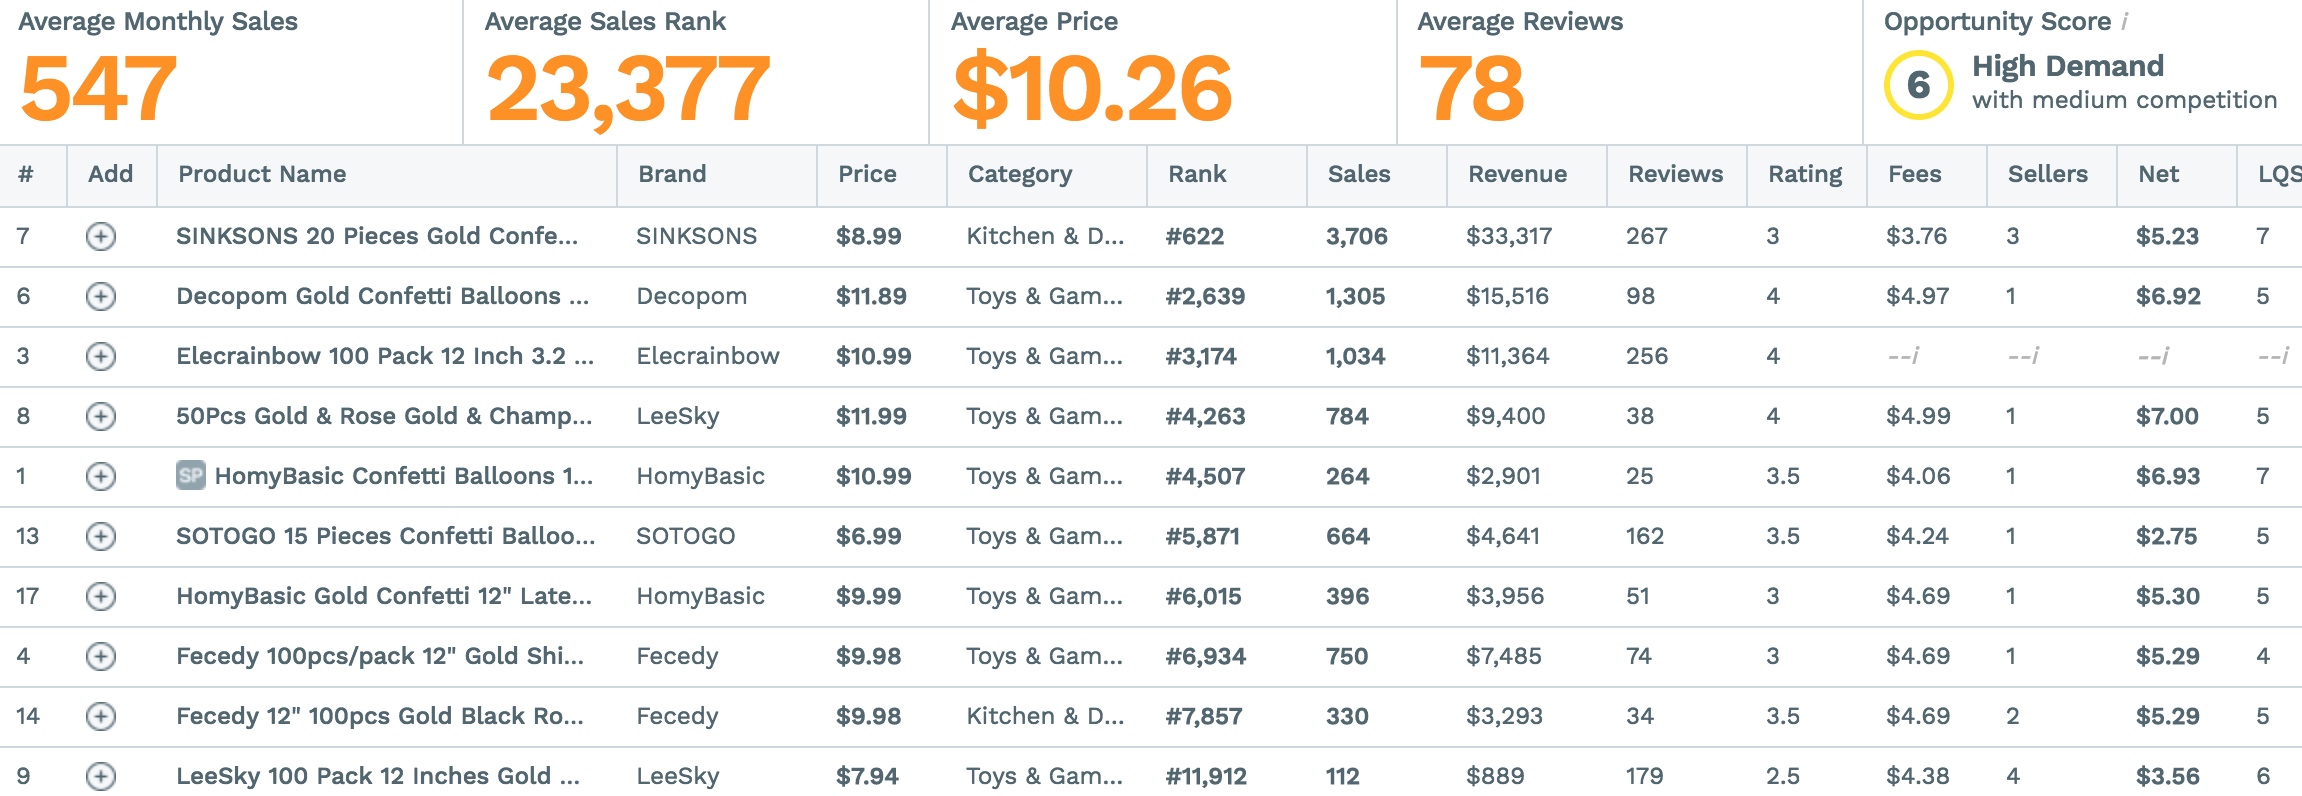 Average Monthly Sales Average Sales Rank Average Price Average Reviews Opportunity Score i
547 23,377 $10.26 78 6 High Demand
with medium competition
# Add Product Name Brand Price Category Rank Sales Revenue Reviews Rating Fees Sellers Net LQS
7 SINKSONS 20 Pieces Gold Confe... SINKSONS $8.99 Kitchen & D... #622 3,706 $33,317 267 3 $3.76 3 $5.23 7
6 Decopom Gold Confetti Balloons ... Decopom $11.89 Toys & Gam... #2,639 1,305 $15,516 98 4 $4.97 1 $6.92 5
3 Elecrainbow 100 Pack 12 Inch 3.2 ... Elecrainbow $10.99 Toys & Gam... #3,174 1,034 $11,364 256 4 --i --i --i --i
8 50Pcs Gold & Rose Gold & Champ... LeeSky $11.99 Toys & Gam... #4,263 784 $9,400 38 4 $4.99 1 $7.00 5
1 SP HomyBasic Confetti Balloons 1... HomyBasic $10.99 Toys & Gam... #4,507 264 $2,901 25 3.5 $4.06 1 $6.93 7
13 SOTOGO 15 Pieces Confetti Balloo... SOTOGO $6.99 Toys & Gam... #5,871 664 $4,641 162 3.5 $4.24 1 $2.75 5
17 HomyBasic Gold Confetti 12" Late... HomyBasic $9.99 Toys & Gam... #6,015 396 $3,956 51 3 $4.69 1 $5.30 5
4 Fecedy 100pcs/pack 12" Gold Shi... Fecedy $9.98 Toys & Gam... #6,934 750 $7,485 74 3 $4.69 1 $5.29 4
14 Fecedy 12" 100pcs Gold Black Ro... Fecedy $9.98 Kitchen & D... #7,857 330 $3,293 34 3.5 $4.69 2 $5.29 5
9 LeeSky 100 Pack 12 Inches Gold ... LeeSky $7.94 Toys & Gam... #11,912 112 $889 179 2.5 $4.38 4 $3.56 6